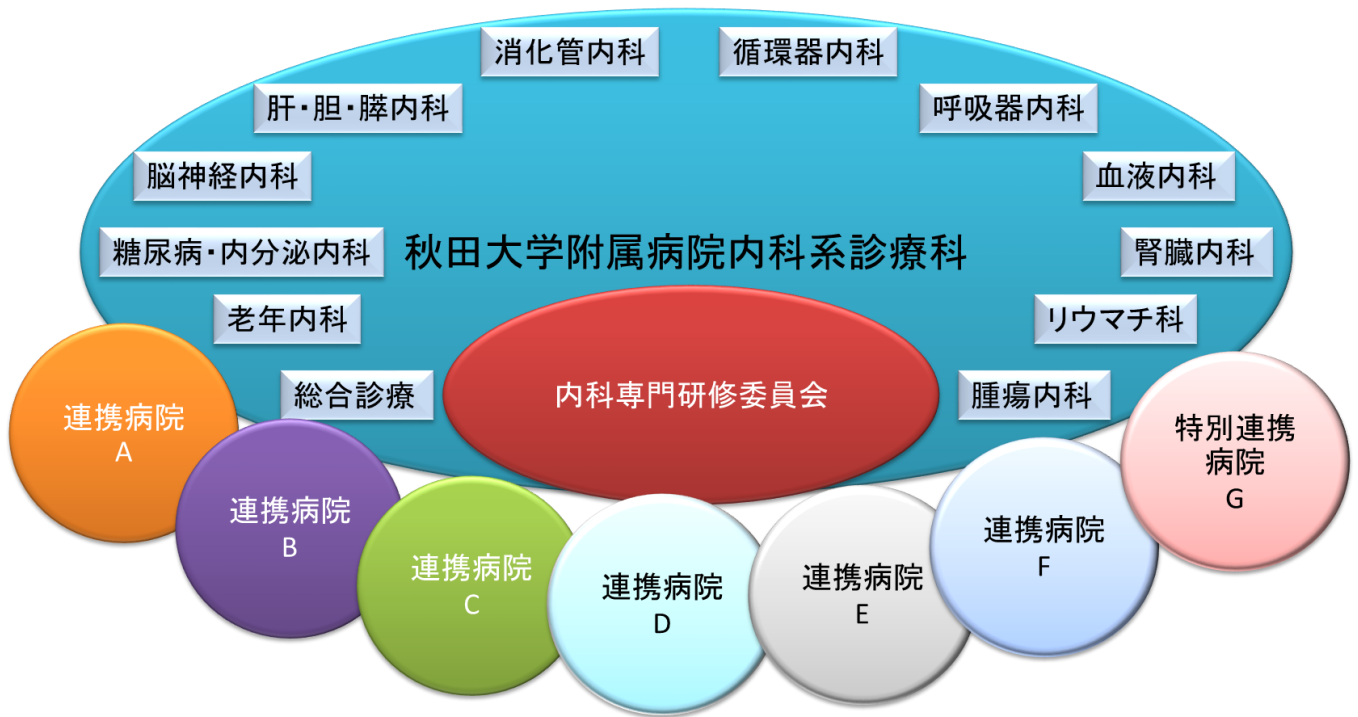 消化管内科
循環器内科
肝・胆・膵内科
呼吸器内科
脳神経内科
血液内科
糖尿病・内分泌内科
秋田大学附属病院内科系診療科
腎臓内科
老年内科
リウマチ科
総合診療
内科専門研修委員会
腫瘍内科
連携病院
A
連携病院
B
連携病院
C
連携病院
D
連携病院
E
連携病院
F
特別連携
病院
G